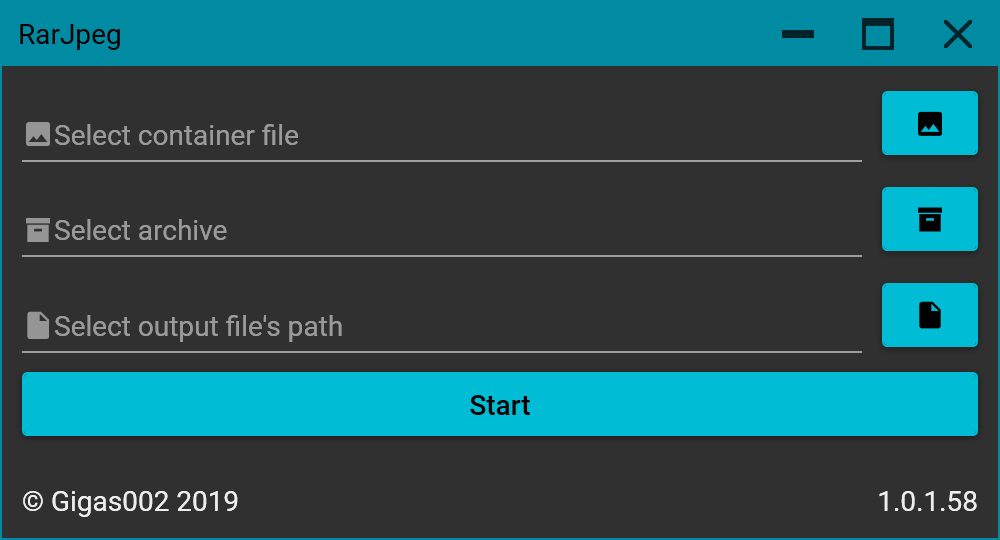 RarJpeg
Select container file
Select archive
Select output file's path
Start
© Gigas002 2019
1.0.1.58